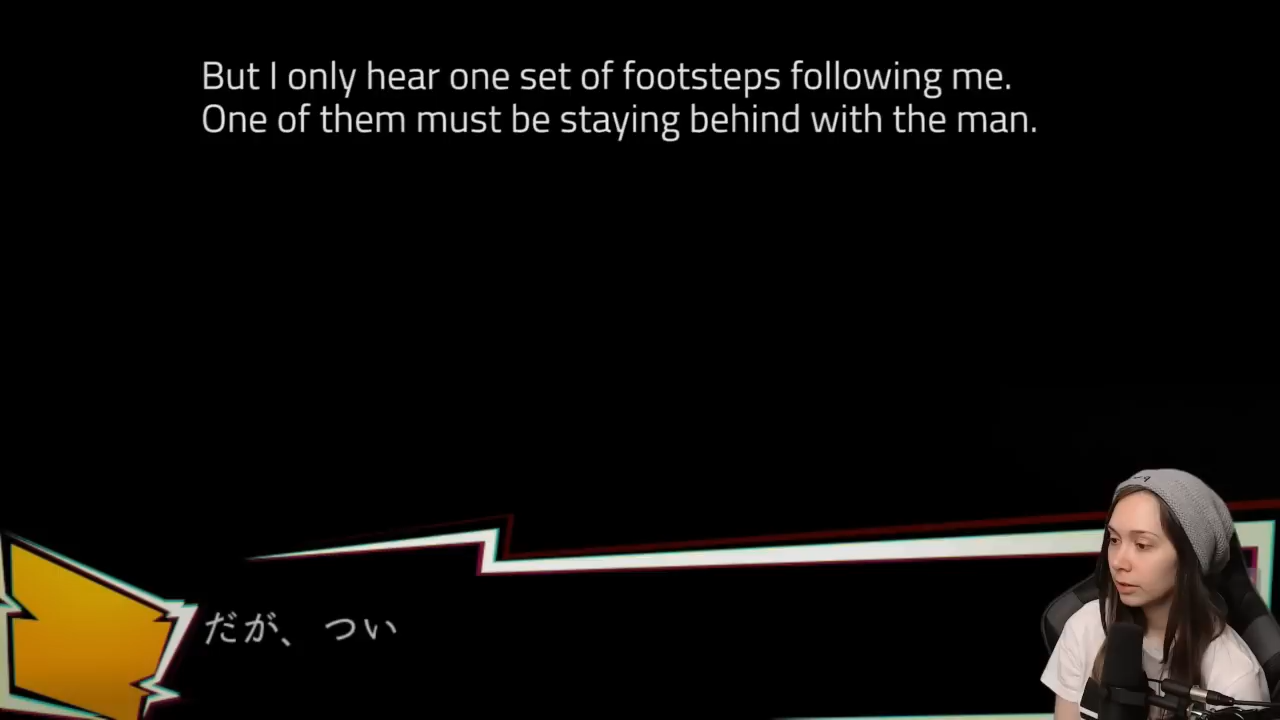 But I only hear one set of footsteps following me.
One of them must be staying behind with the man.
だが、つい